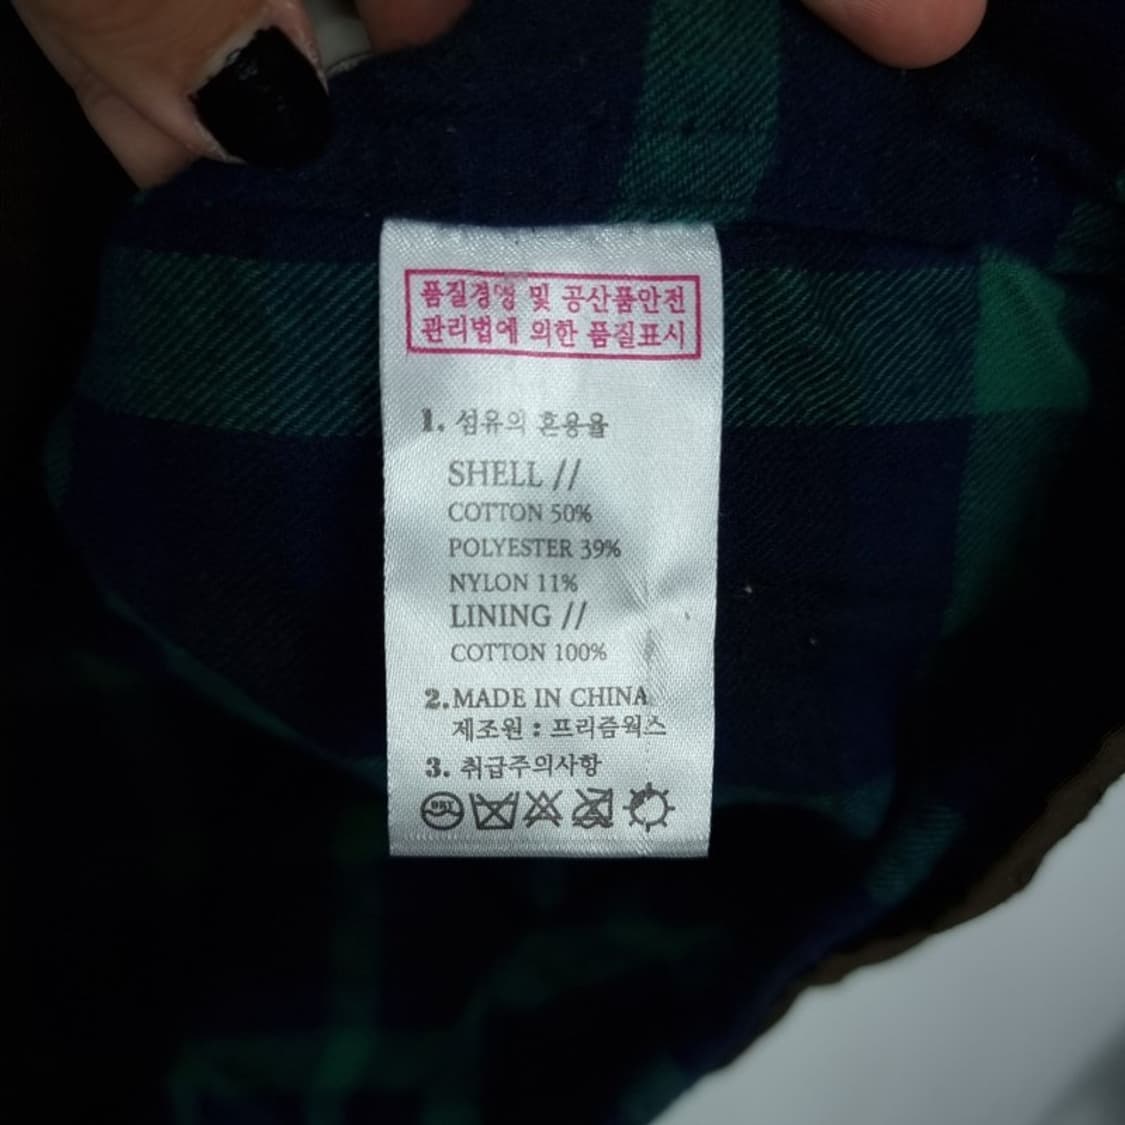 품질경영 및 공산품안전
관리법에 의한 품질표시
1. 섬유의 혼용율
SHELL //
COTTON 50%
POLYESTER 39%
NYLON 11%
LINING //
COTTON 100%
2. MADE IN CHINA
제조원 : 프리즘웍스
3. 취급주의사항
DRY